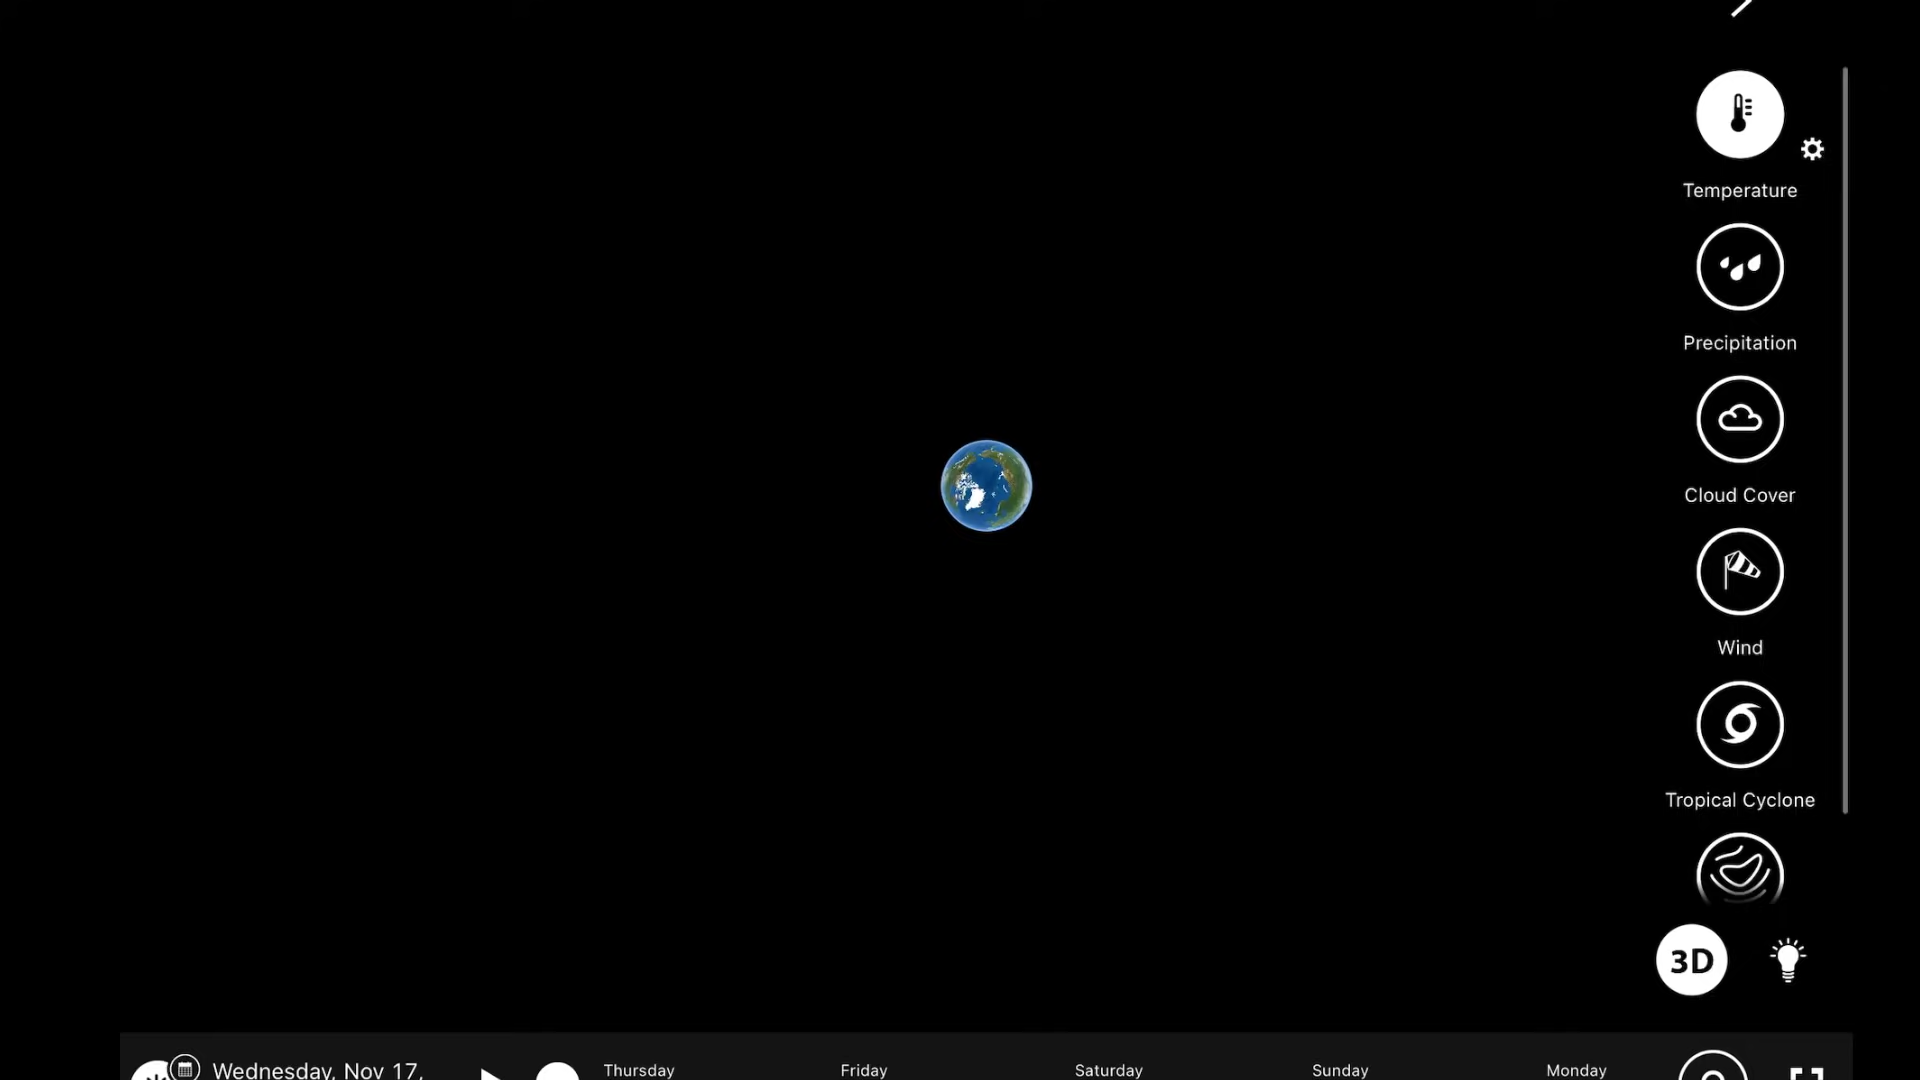 Temperature
Precipitation
Cloud Cover
Wind
Tropical Cyclone
3D
Wednesday, Nov 17,
Thursday
Friday
Saturday
Sunday
Monday